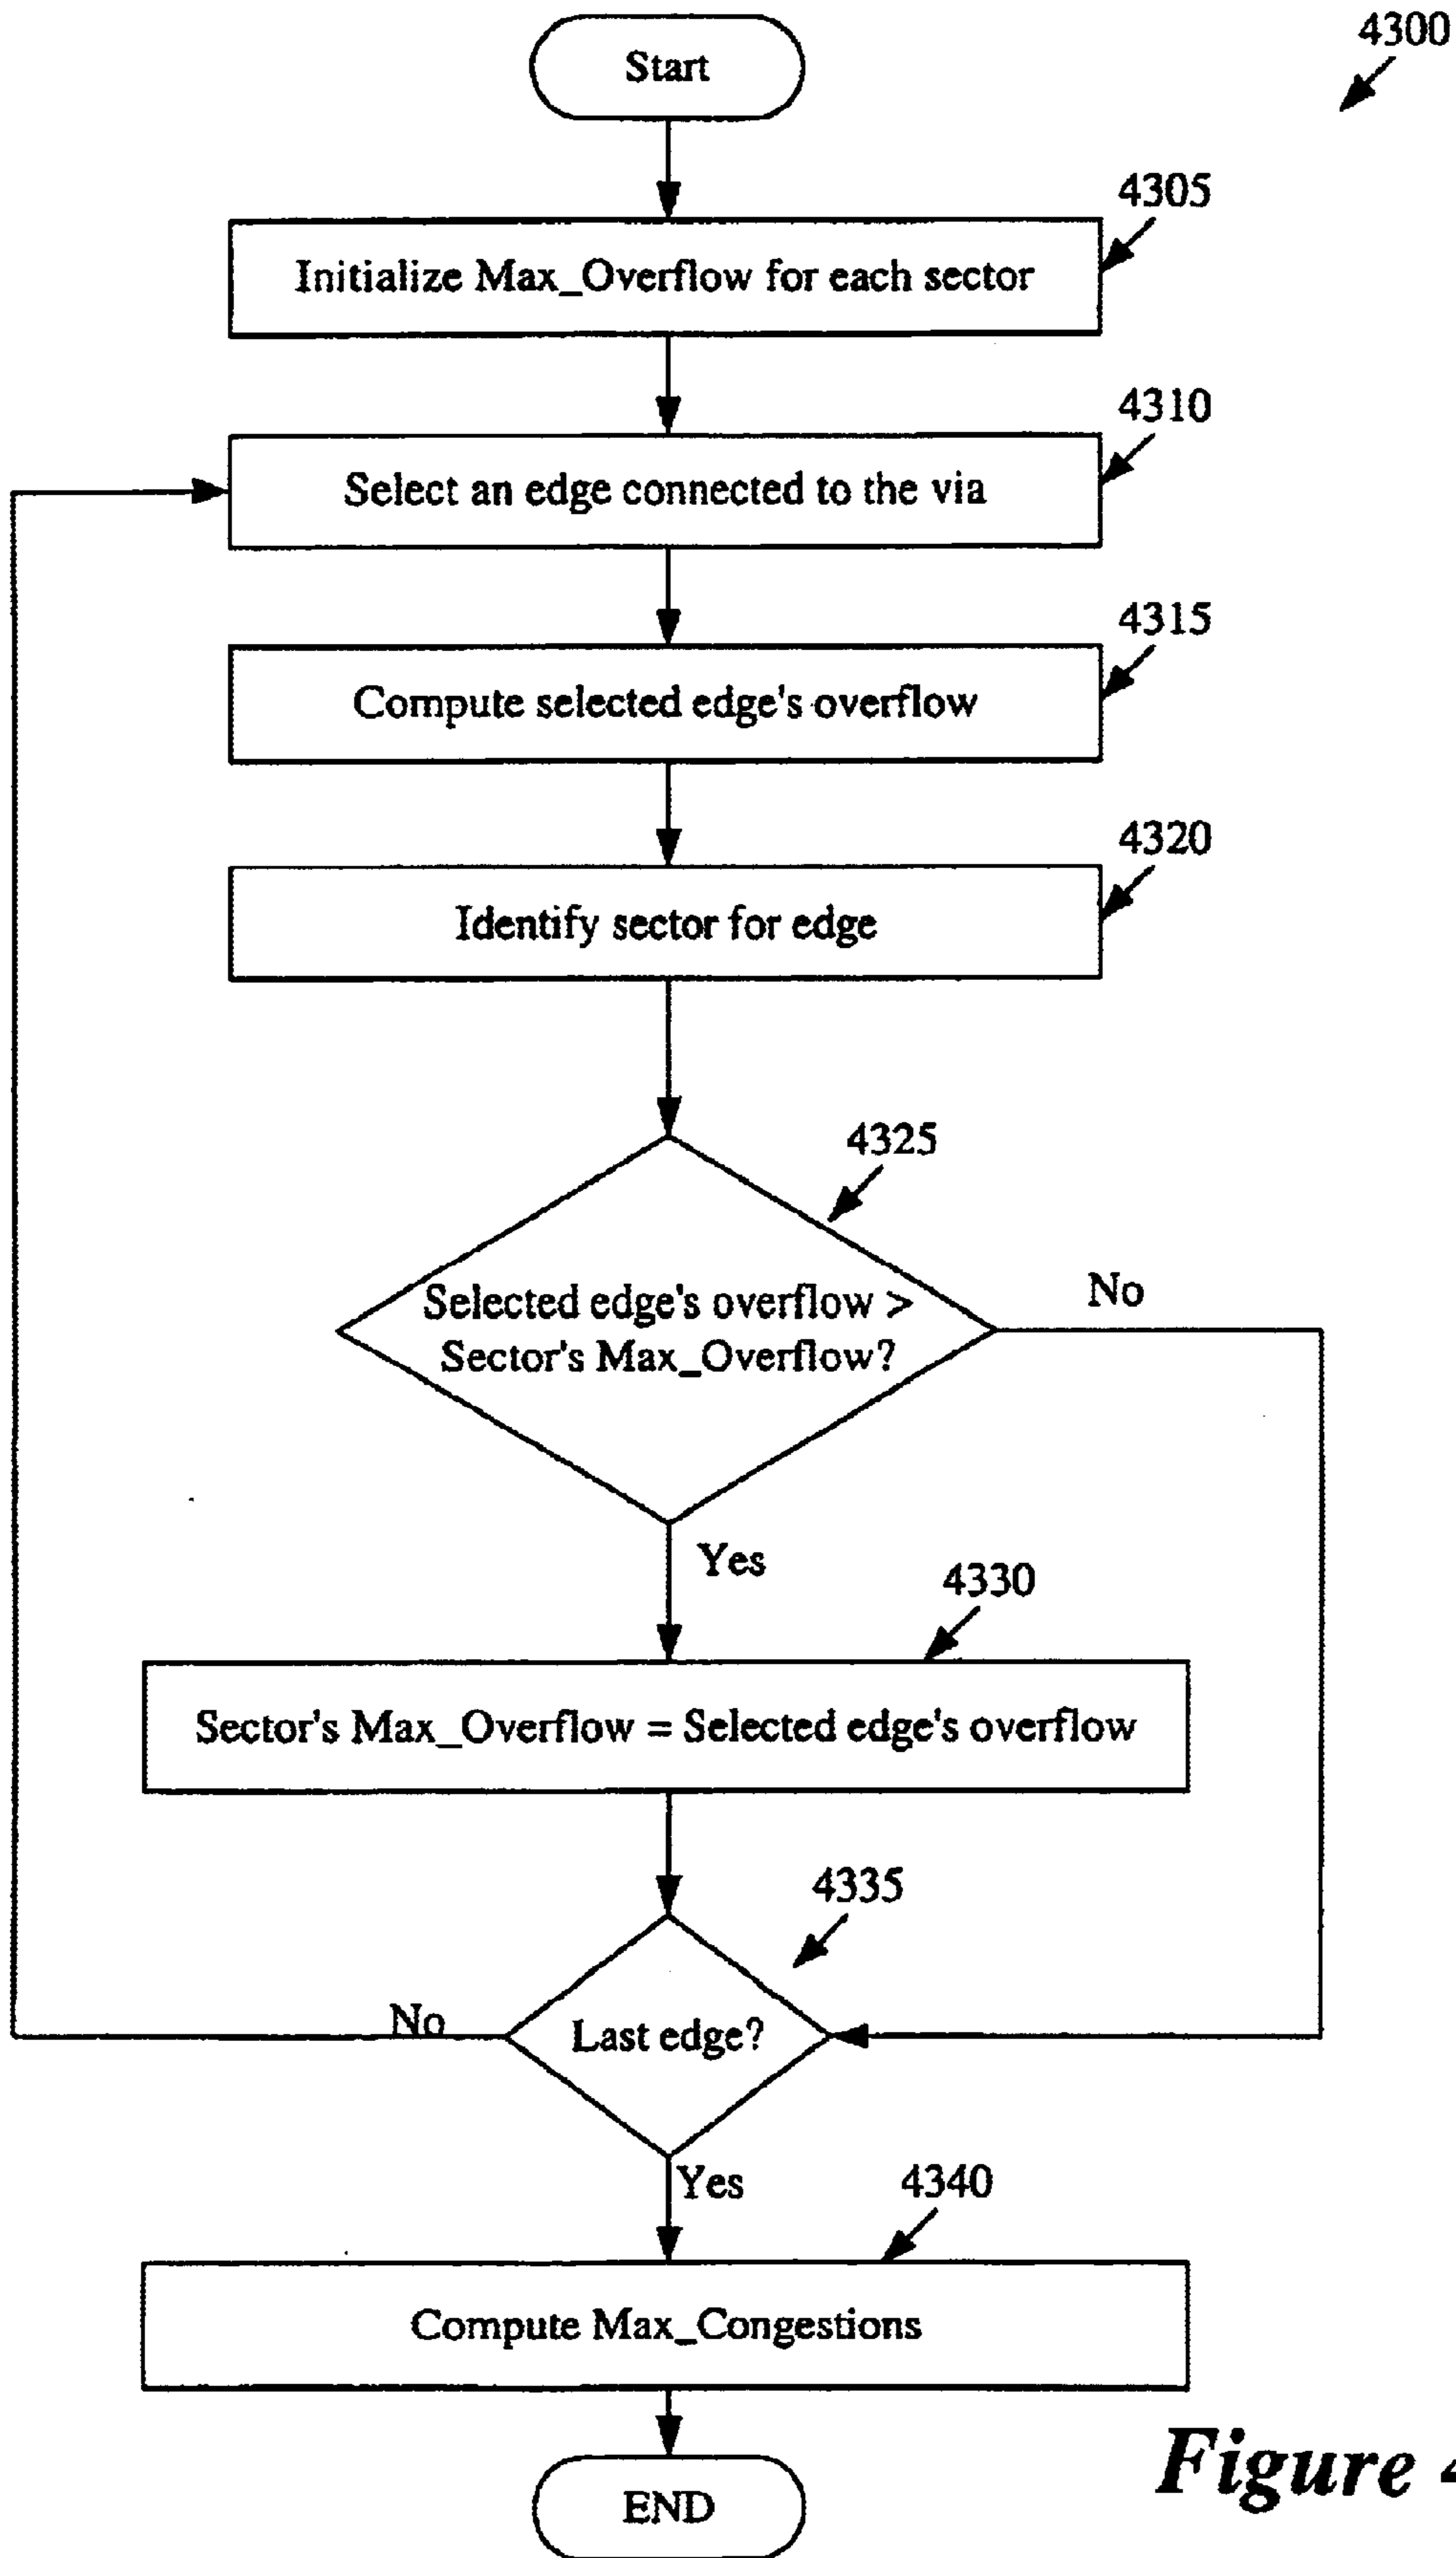 4300
Start
4305
Initialize Max_Overflow for each sector
4310
Select an edge connected to the via
4315
Compute selected edge's overflow
4320
Identify sector for edge
4325
Selected edge's overflow >
Sector's Max_Overflow?
No
Yes
4330
Sector's Max_Overflow = Selected edge's overflow
4335
No
Last edge?
Yes
4340
Compute Max_Congestions
Figure 4
END